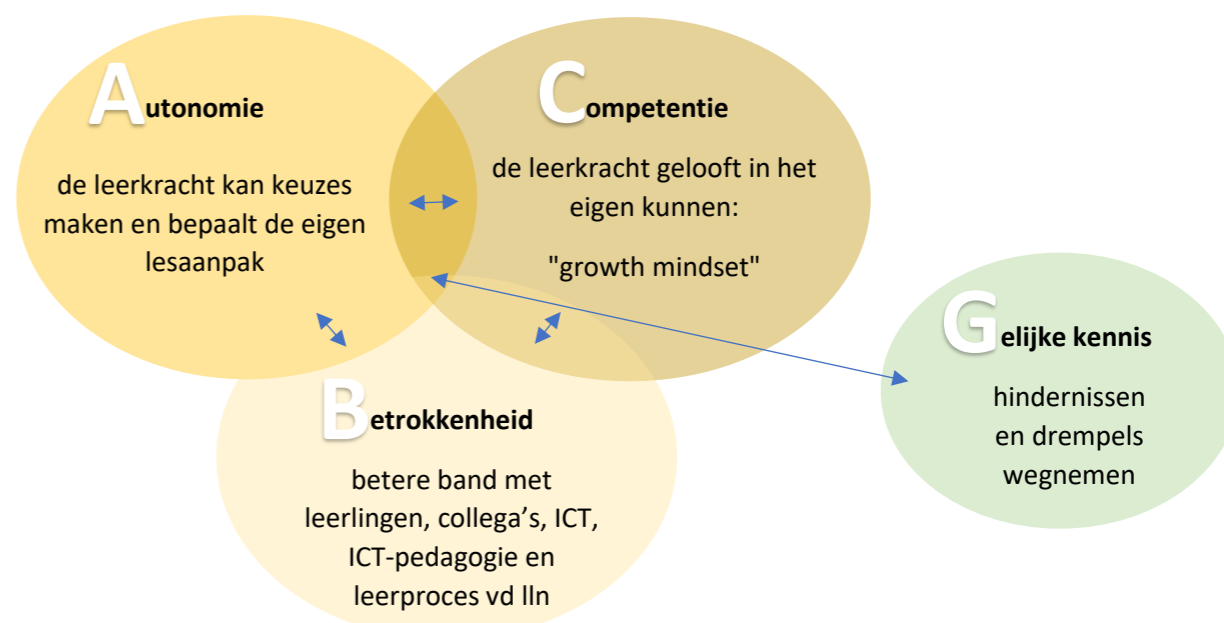 Autonomie
de leerkracht kan keuzes
maken en bepaalt de eigen
lesaanpak
Competentie
de leerkracht gelooft in het
eigen kunnen:
"growth mindset"
Betrokkenheid
betere band met
leerlingen, collega’s, ICT,
ICT-pedagogie en
leerproces vd lln
Gelijke kennis
hindernissen
en drempels
wegnemen